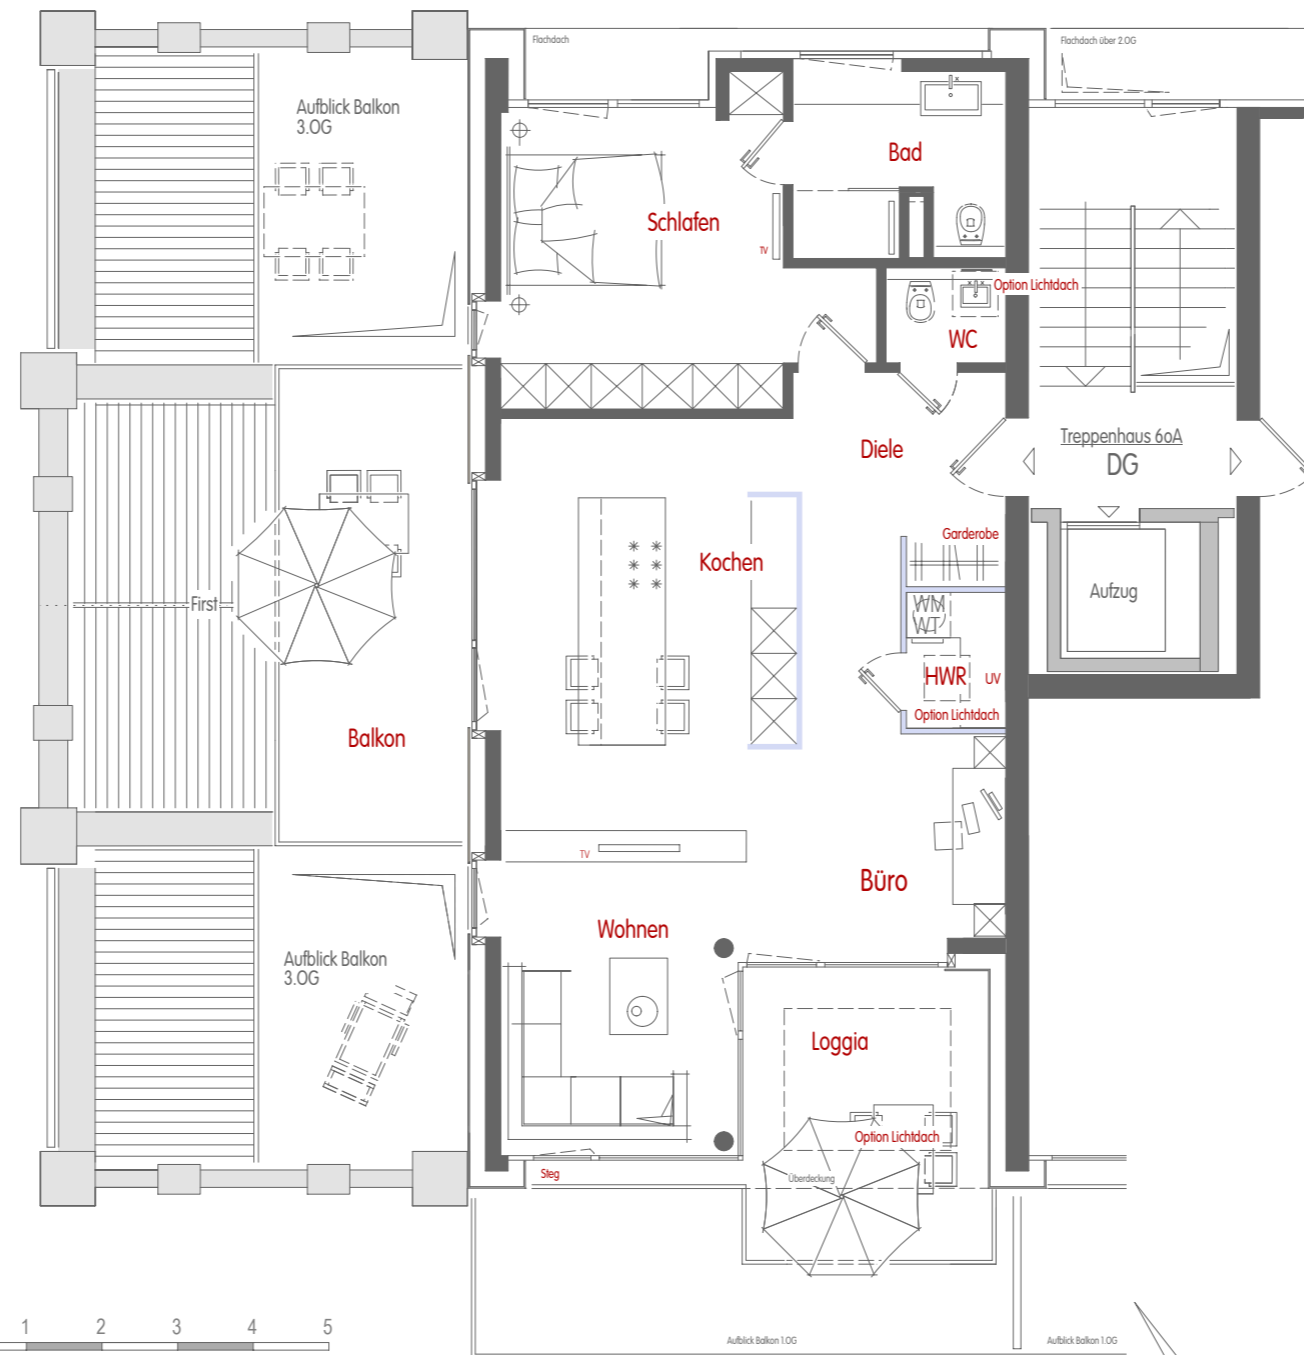 Flachdach
Flachdach über 2.OG
Aufblick Balkon
3.OG
Bad
Schlafen
TV
Option Lichtdach
WC
Diele
Treppenhaus 60A
DG
Garderobe
Kochen
Aufzug
WM
WT
First
HWR
UV
Option Lichtdach
Balkon
TV
Büro
Wohnen
Aufblick Balkon
3.OG
Loggia
Option Lichtdach
Steg
Überdeckung
1 2 3 4 5
Aufblick Balkon 1.OG
Aufblick Balkon 1.OG